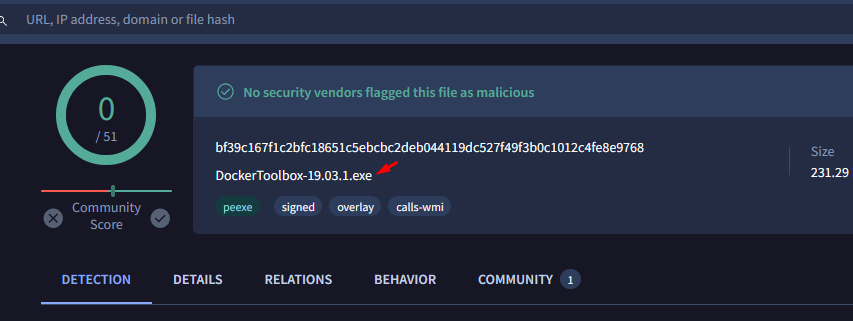 URL, IP address, domain or file hash
0
/ 51
Community
Score
No security vendors flagged this file as malicious
bf39c167f1c2bfc18651c5ebcbc2deb044119dc527f49f3b0c1012c4fe8e9768
DockerToolbox-19.03.1.exe
peexe signed overlay calls-wmi
Size
231.29
DETECTION DETAILS RELATIONS BEHAVIOR COMMUNITY 1